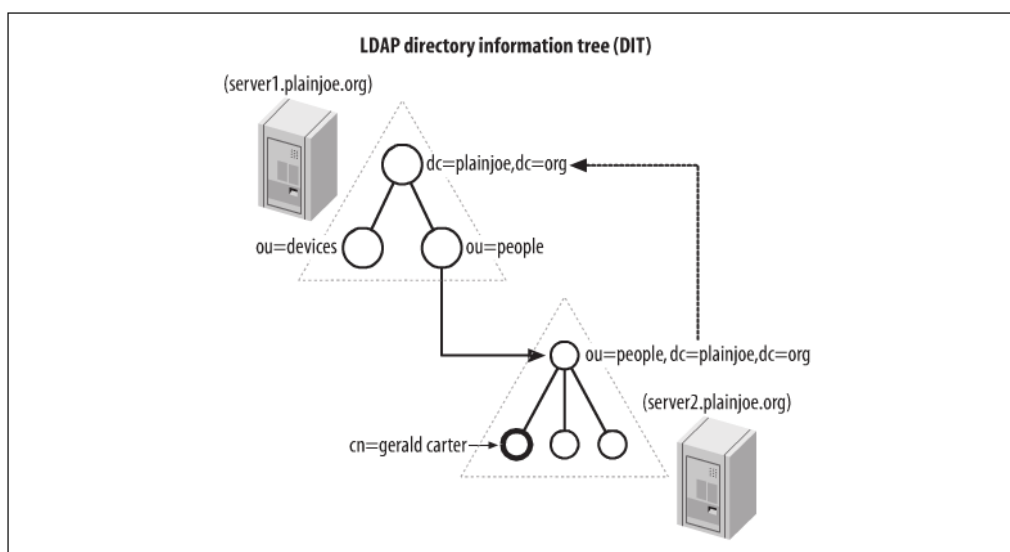 LDAP directory information tree (DIT)
(server1.plainjoe.org)
dc=plainjoe,dc=org
ou=devices
ou=people
ou=people, dc=plainjoe,dc=org
(server2.plainjoe.org)
cn=gerald carter